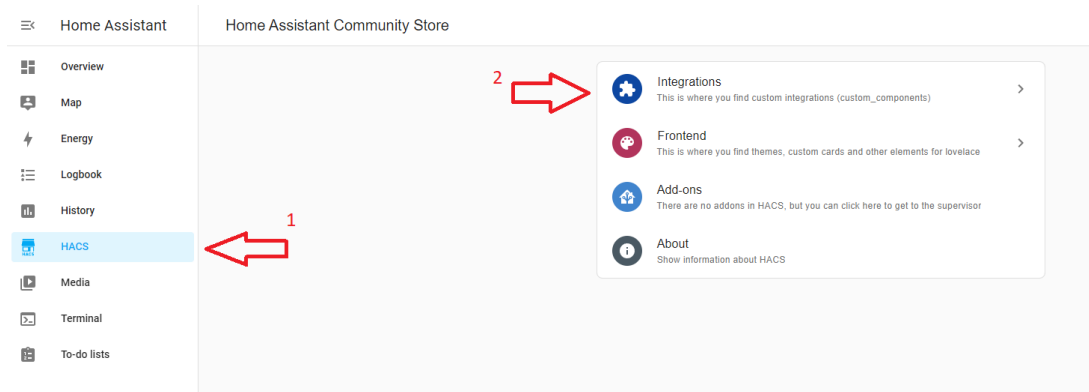 Home Assistant
Home Assistant Community Store
Overview
Map
Energy
Logbook
History
HACS
HACS
Media
Terminal
To-do lists
1
2
Integrations
This is where you find custom integrations (custom_components)
Frontend
This is where you find themes, custom cards and other elements for lovelace
Add-ons
There are no addons in HACS, but you can click here to get to the supervisor
About
Show information about HACS